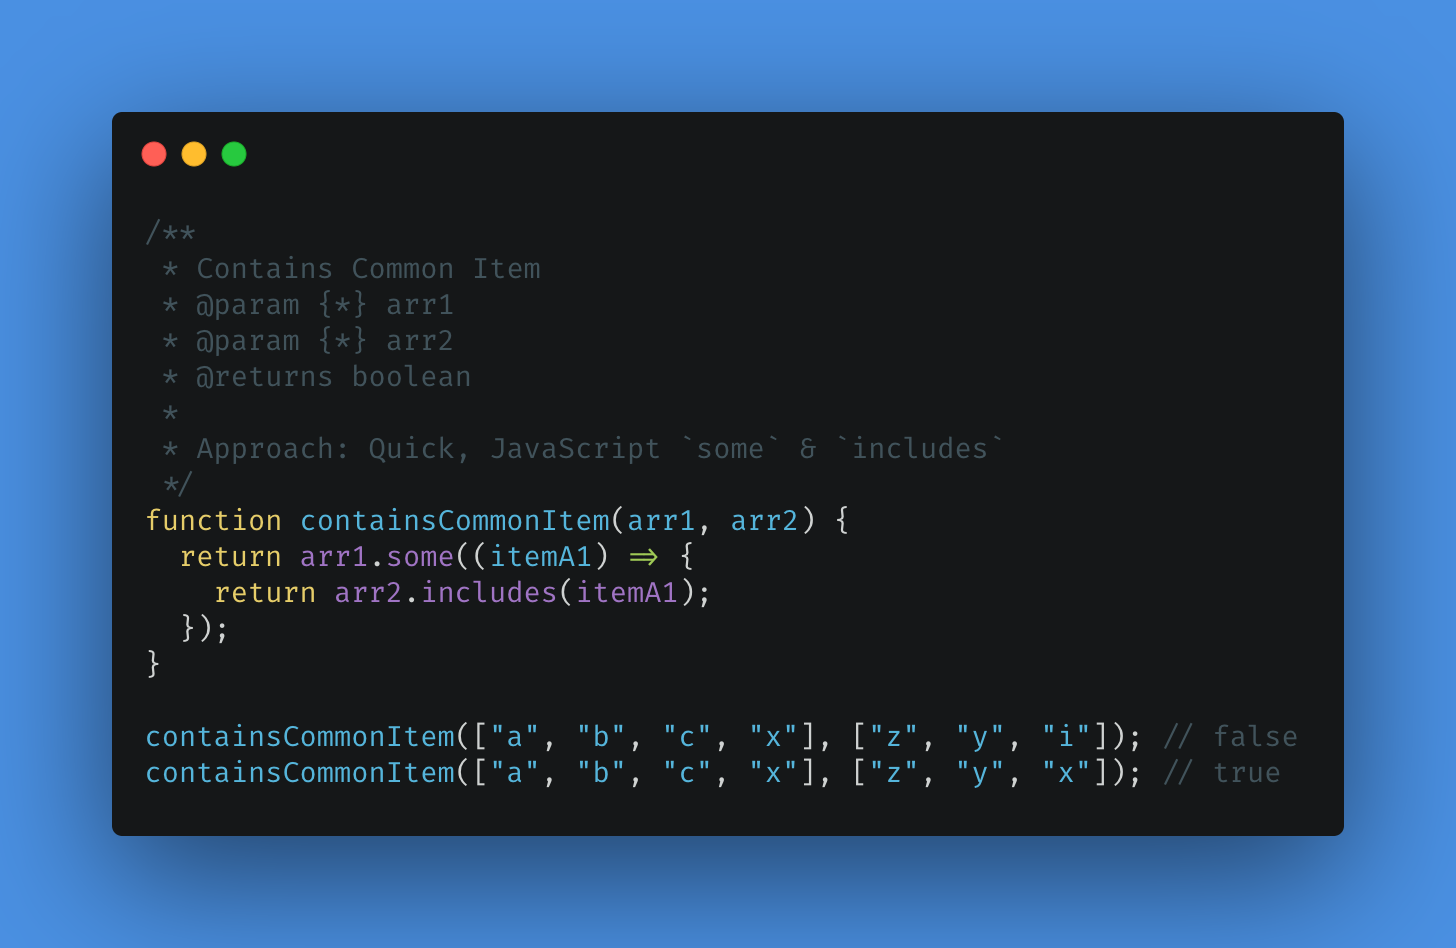 /**
 * Contains Common Item
 * @param {*} arr1
 * @param {*} arr2
 * @returns boolean
 *
 * Approach: Quick, JavaScript `some` & `includes`
 */
function containsCommonItem(arr1, arr2) {
  return arr1.some((itemA1) => {
    return arr2.includes(itemA1);
  });
}

containsCommonItem(["a", "b", "c", "x"], ["z", "y", "i"]); // false
containsCommonItem(["a", "b", "c", "x"], ["z", "y", "x"]); // true